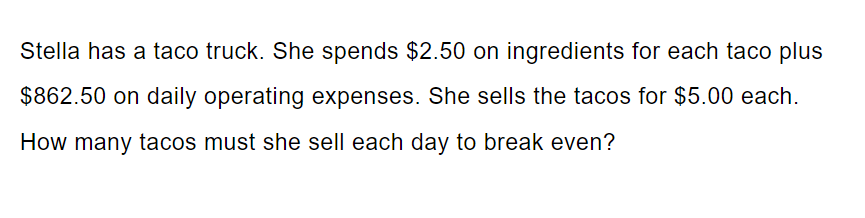 Stella has a taco truck. She spends $2.50 on ingredients for each taco plus
$862.50 on daily operating expenses. She sells the tacos for $5.00 each.
How many tacos must she sell each day to break even?